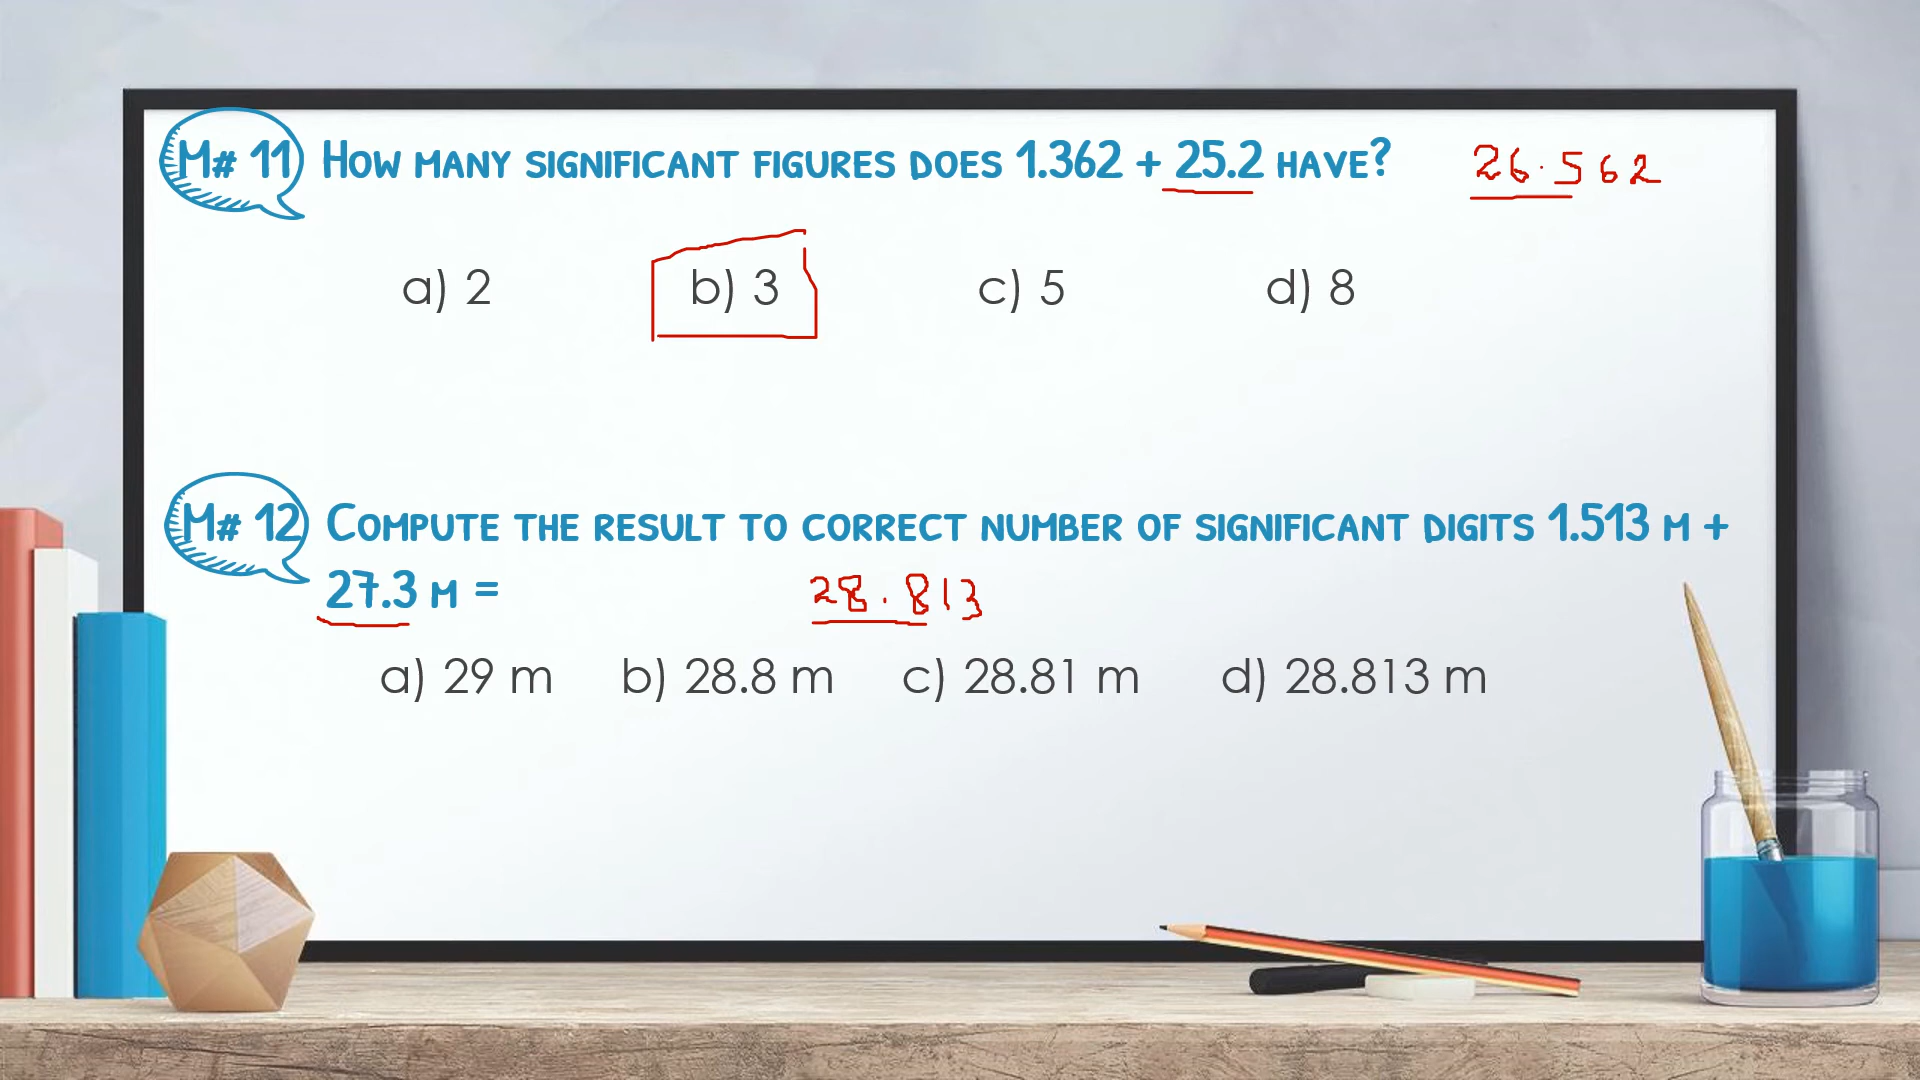 M# 11 How many significant figures does 1.362 + 25.2 have? 26.562
a) 2 b) 3 c) 5 d) 8
M# 12 Compute the result to correct number of significant digits 1.513 m +
27.3 m = 28.813
a) 29 m b) 28.8 m c) 28.81 m d) 28.813 m